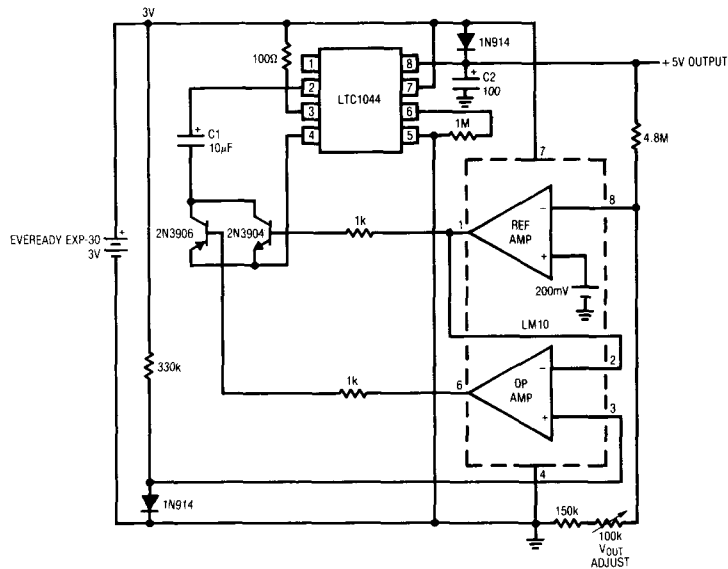 3V
100Ω
1N914
1
2
3
4
LTC1044
8
7
6
5
+
C2
100
+ 5V OUTPUT
1M
4.8M
+
C1
10µF
7
2N3906
2N3904
1k
1
8
−
REF
AMP
+
200mV
EVEREADY EXP-30
3V
+
LM10
330k
1k
6
2
−
OP
AMP
+
3
4
1N914
150k
100k
VOUT
ADJUST